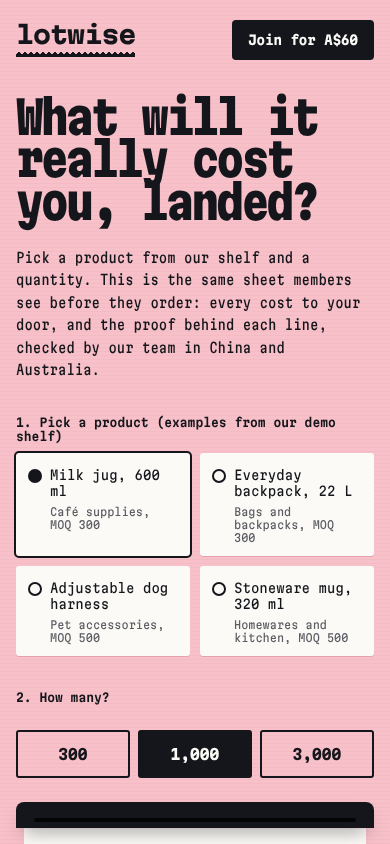 lotwise
Join for A$60
What will it
really cost
you, landed?
Pick a product from our shelf and a
quantity. This is the same sheet members
see before they order: every cost to your
door, and the proof behind each line,
checked by our team in China and
Australia.
1. Pick a product (examples from our demo
shelf)
Milk jug, 600
ml
Café supplies,
MOQ 300
Everyday
backpack, 22 L
Bags and
backpacks, MOQ
300
Adjustable dog
harness
Pet accessories,
MOQ 500
Stoneware mug,
320 ml
Homewares and
kitchen, MOQ 500
2. How many?
300
1,000
3,000